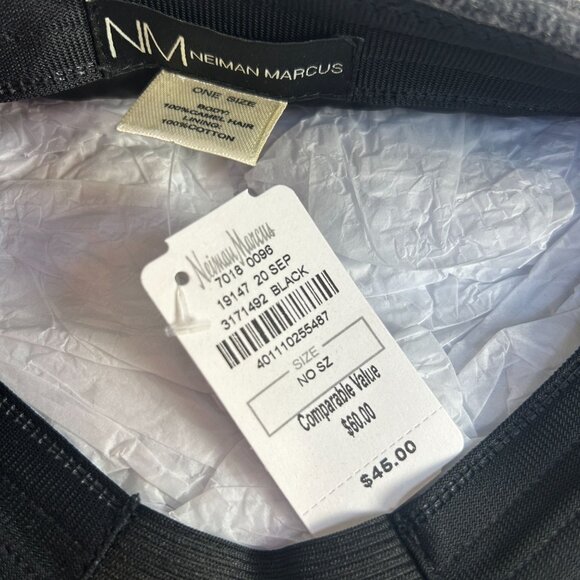 NM NEIMAN MARCUS
ONE SIZE
BODY:
100%CAMEL HAIR
LINING:
100%COTTON
Neiman Marcus
7018 0096
19147 20 SEP
3171492 BLACK
401110255487
SIZE
NO SZ
Comparable Value
$60.00
$45.00